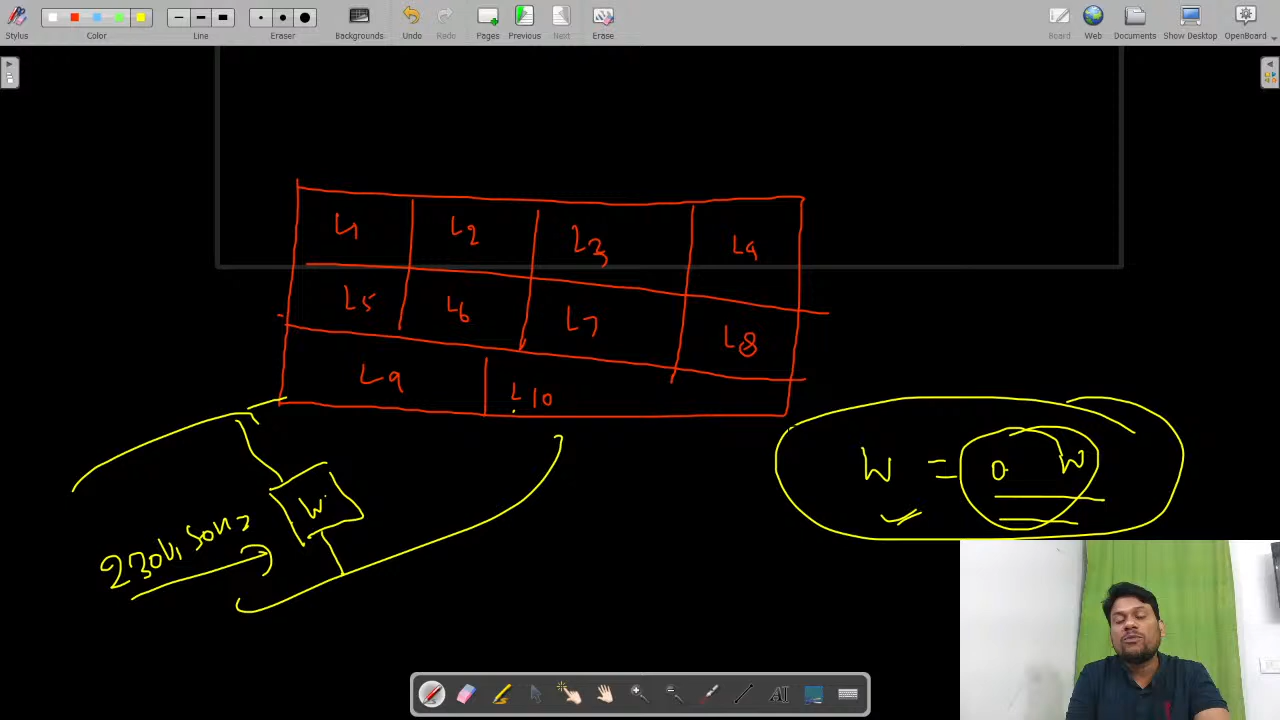 Stylus
Color
Line
Eraser
Backgrounds
Undo
Redo
Pages
Previous
Next
Erase
Board
Web
Documents
Show Desktop
OpenBoard
L1 L2 L3 L4
L5 L6 L7 L8
L9 L10
W = 0 W
W
230V, 50Hz